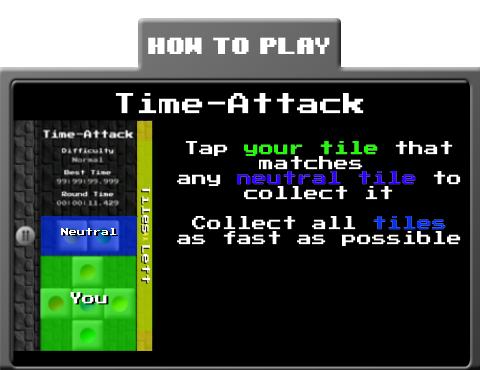 HOW TO PLAY
Time-Attack
Time-Attack
Difficulty
Normal
Best Time
99:99:99.999
Round Time
00:00:11.429
Neutral
You
Tiles Left
Tap your tile that
matches
any neutral tile to
collect it
Collect all tiles
as fast as possible